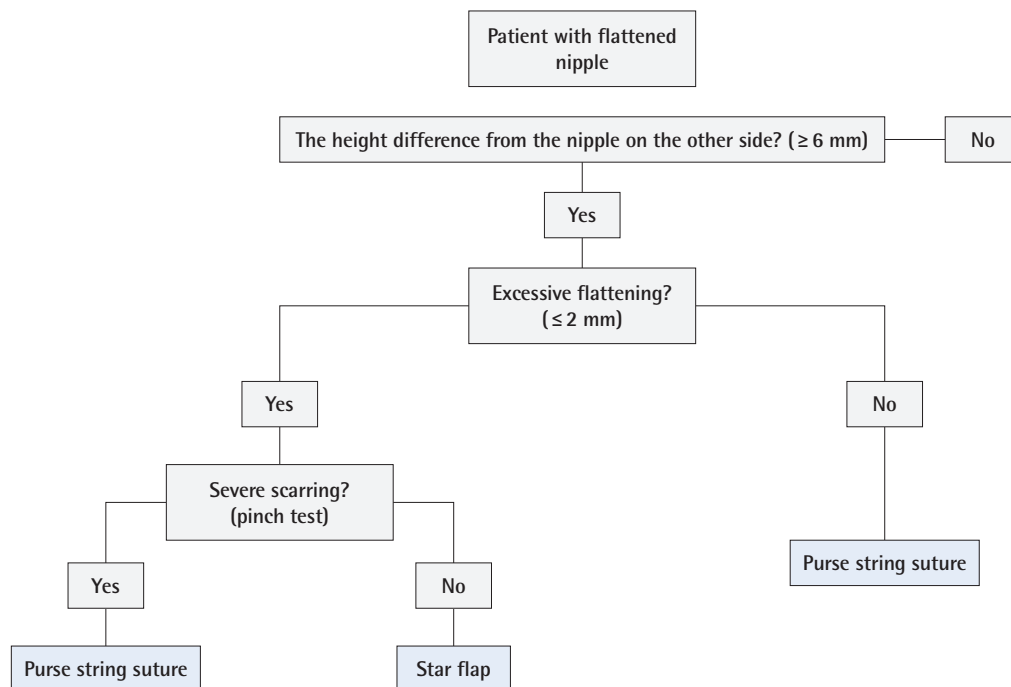 Patient with flattened
nipple
The height difference from the nipple on the other side? (≥ 6 mm)
No
Yes
Excessive flattening?
(≤ 2 mm)
Yes
No
Severe scarring?
(pinch test)
Purse string suture
Yes
No
Purse string suture
Star flap